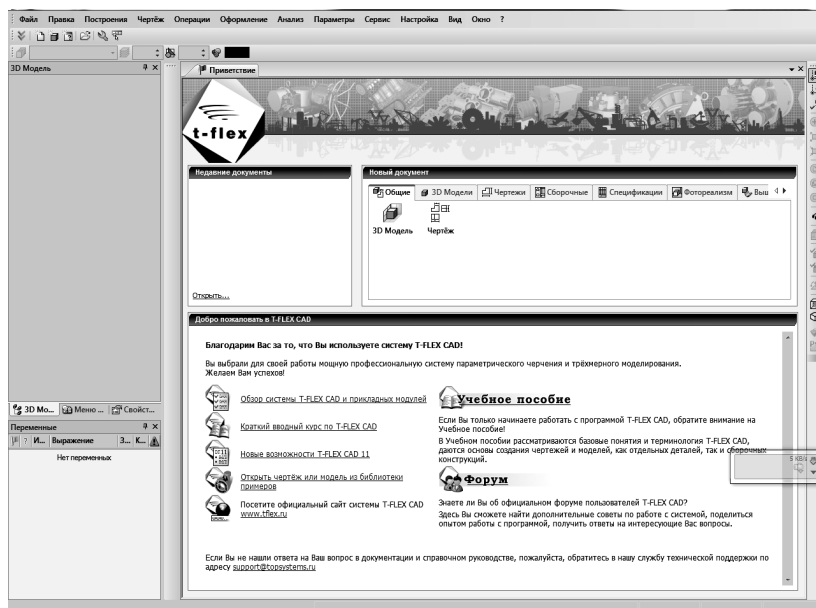 Файл Правка Построения Чертёж Операции Оформление Анализ Параметры Сервис Настройка Вид Окно ?
3D Модель
Приветствие
t-flex
Недавние документы
Открыть...
Новый документ
Общие 3D Модели Чертежи Сборочные Спецификации Фотореализм Выш
3D Модель Чертёж
Добро пожаловать в T-FLEX CAD
Благодарим Вас за то, что Вы используете систему T-FLEX CAD!
Вы выбрали для своей работы мощную профессиональную систему параметрического черчения и трёхмерного моделирования.
Желаем Вам успехов!
Обзор системы T-FLEX CAD и прикладных модулей
Краткий вводный курс по T-FLEX CAD
Новые возможности T-FLEX CAD 11
Открыть чертёж или модель из библиотеки
примеров
Посетите официальный сайт системы T-FLEX CAD
www.tflex.ru
Учебное пособие
Если Вы только начинаете работать с программой T-FLEX CAD, обратите внимание на
Учебное пособие!
В Учебном пособии рассматриваются базовые понятия и терминология T-FLEX CAD,
даются основы создания чертежей и моделей, как отдельных деталей, так и сборочных
конструкций.
Форум
Знаете ли Вы об официальном форуме пользователей T-FLEX CAD?
Здесь Вы сможете найти дополнительные советы по работе с системой, поделиться
опытом работы с программой, получить ответы на интересующие Вас вопросы.
Если Вы не нашли ответа на Ваш вопрос в документации и справочном руководстве, пожалуйста, обратитесь в нашу службу технической поддержки по
адресу support@topsystems.ru
3D Мо... Меню ... Свойст...
Переменные
? И... Выражение З... К...
Нет переменных
5 KB/s